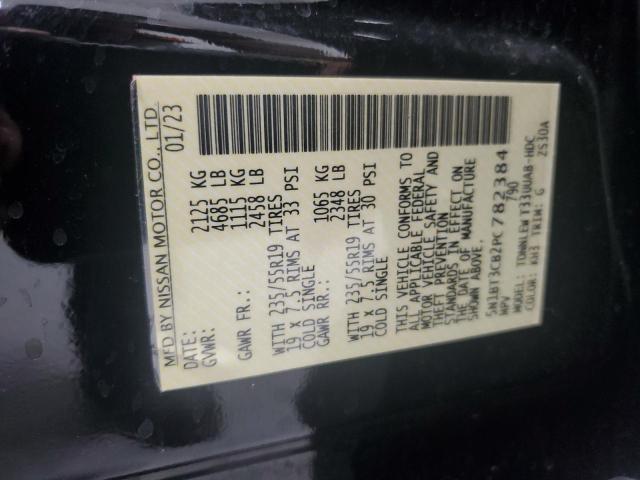 MFD BY NISSAN MOTOR CO., LTD.
DATE: 01/23
GVWR: 2125 KG
4685 LB
GAWR FR.: 1115 KG
2458 LB
WITH 235/55R19 TIRES
19 X 7.5 RIMS AT 33 PSI
COLD SINGLE
GAWR RR.: 1065 KG
2348 LB
WITH 235/55R19 TIRES
19 X 7.5 RIMS AT 30 PSI
COLD SINGLE
THIS VEHICLE CONFORMS TO
ALL APPLICABLE FEDERAL
MOTOR VEHICLE SAFETY AND
THEFT PREVENTION
STANDARDS IN EFFECT ON
THE DATE OF MANUFACTURE
SHOWN ABOVE.
5N1BT3CB2PC782384
MPV 790
MODEL: TDWNLEW T33UUA8-HDC
COLOR: KH3 TRIM: G ZS30A